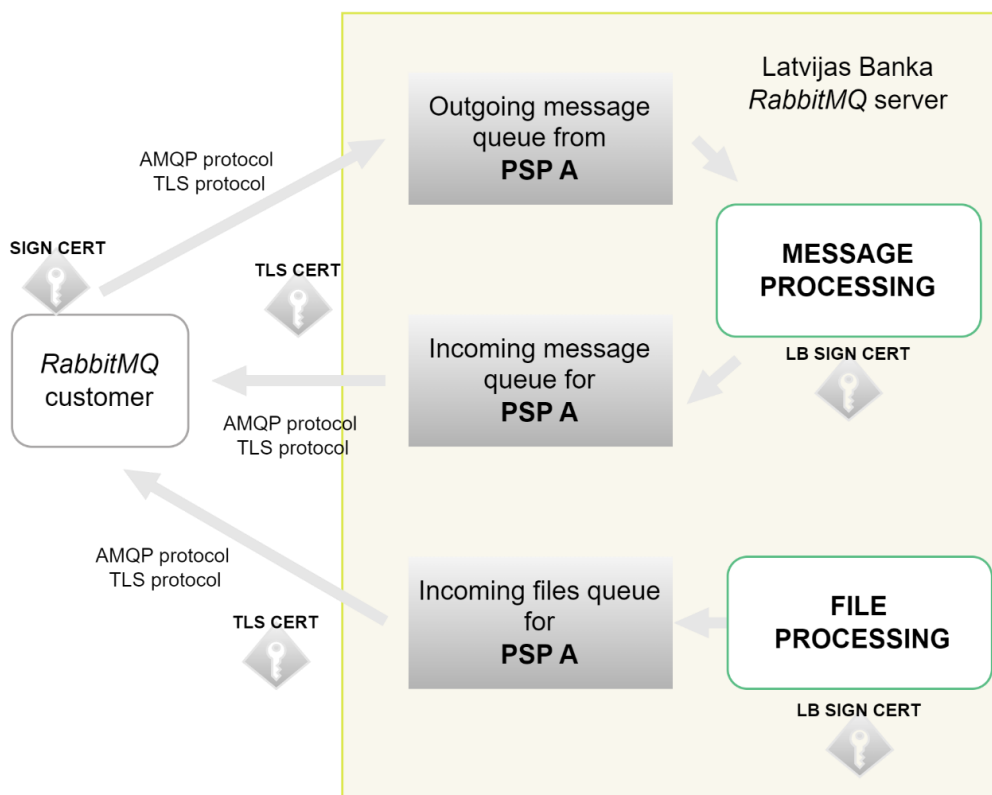 Latvijas Banka
RabbitMQ server
Outgoing message
queue from
PSP A
AMQP protocol
TLS protocol
SIGN CERT
TLS CERT
MESSAGE
PROCESSING
LB SIGN CERT
RabbitMQ
customer
Incoming message
queue for
PSP A
AMQP protocol
TLS protocol
AMQP protocol
TLS protocol
TLS CERT
Incoming files queue
for
PSP A
FILE
PROCESSING
LB SIGN CERT